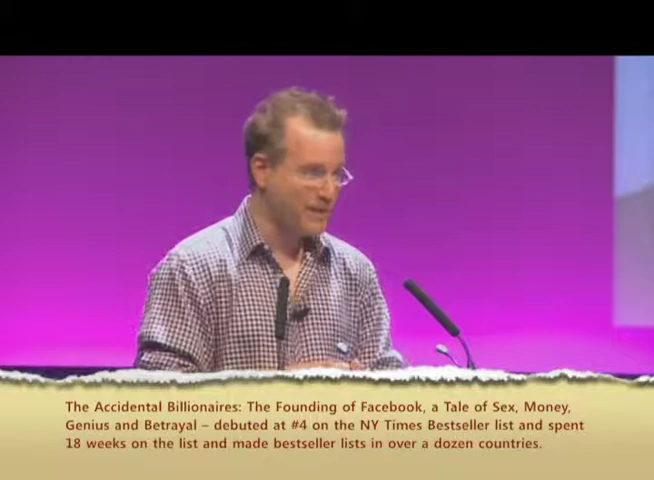 The Accidental Billionaires: The Founding of Facebook, a Tale of Sex, Money,
Genius and Betrayal – debuted at #4 on the NY Times Bestseller list and spent
18 weeks on the list and made bestseller lists in over a dozen countries.